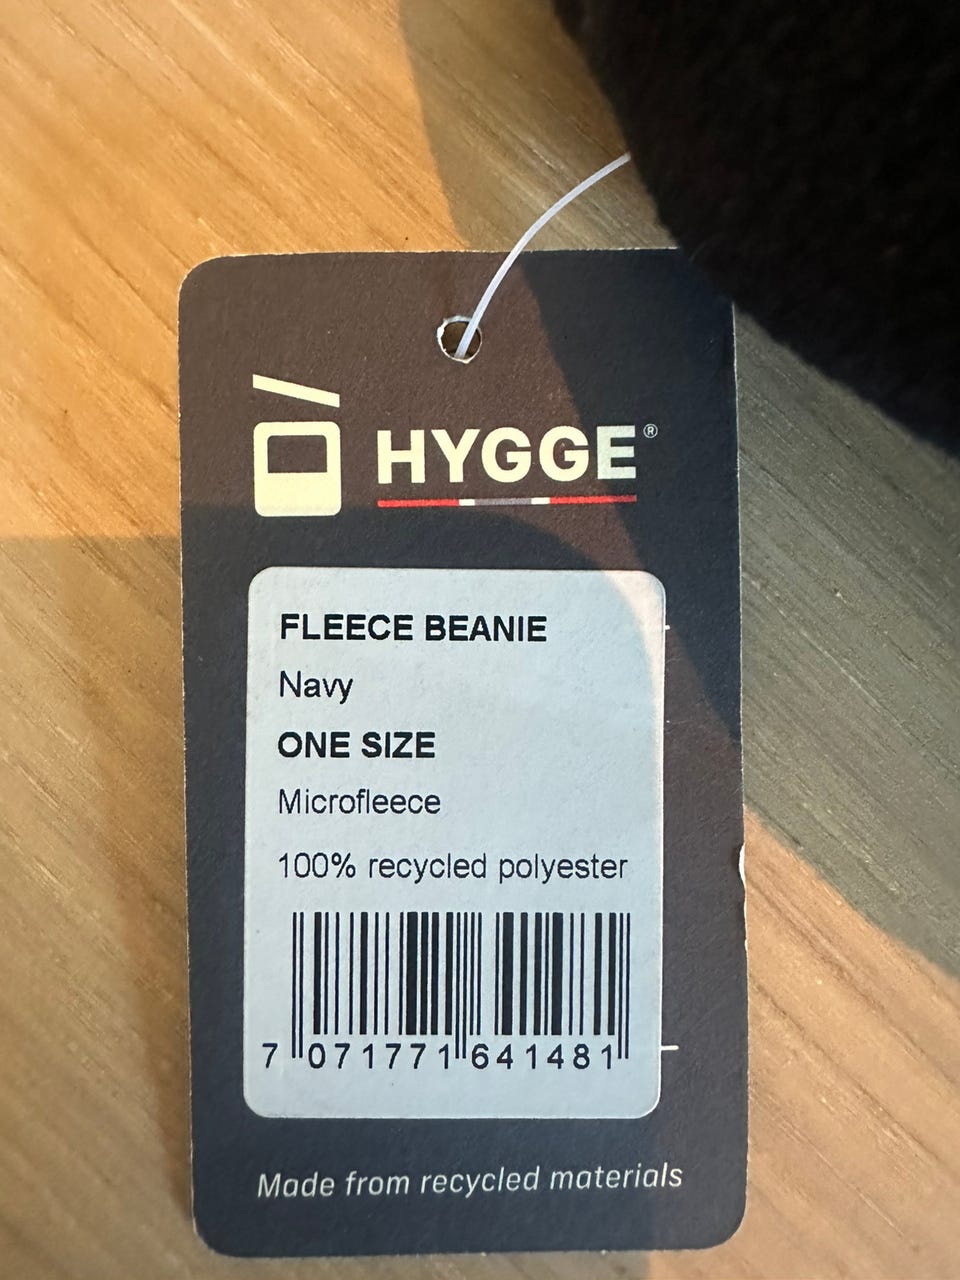 HYGGE®
FLEECE BEANIE
Navy
ONE SIZE
Microfleece
100% recycled polyester
7 071771 641481
Made from recycled materials